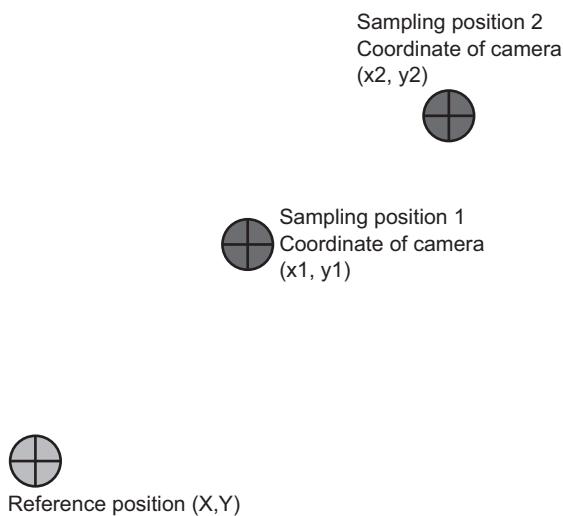 Sampling position 2
Coordinate of camera
(x2, y2)
Sampling position 1
Coordinate of camera
(x1, y1)
Reference position (X,Y)